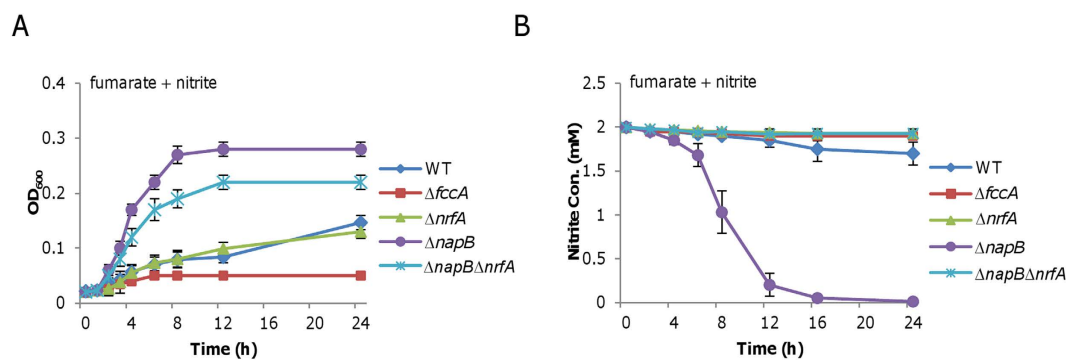 A
B
fumarate + nitrite
0.4
0.3
0.2
0.1
0
OD600
0 4 8 12 16 20 24
Time (h)
WT
ΔfccA
ΔnrfA
ΔnapB
ΔnapBΔnrfA
fumarate + nitrite
2.5
2
1.5
1
0.5
0
Nitrite Con. (mM)
0 4 8 12 16 20 24
Time (h)
WT
ΔfccA
ΔnrfA
ΔnapB
ΔnapBΔnrfA